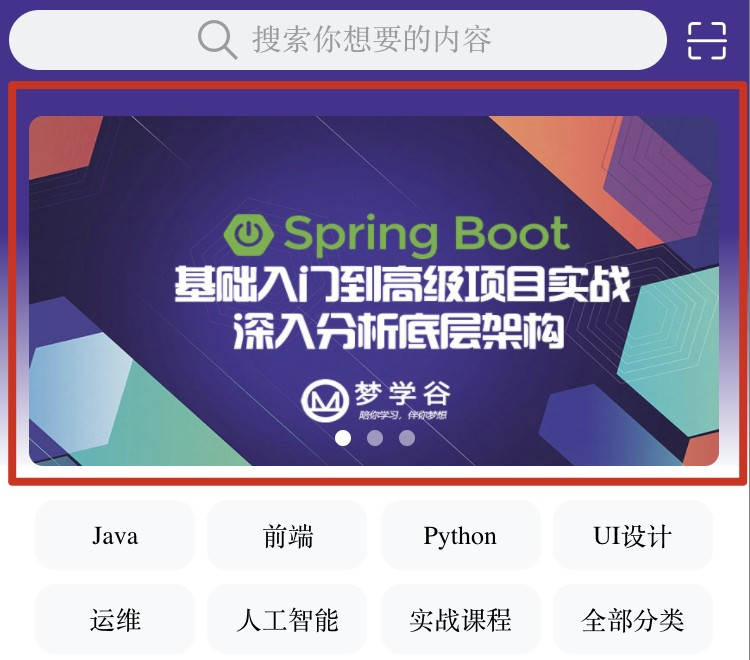 搜索你想要的内容
Spring Boot
基础入门到高级项目实战
深入分析底层架构
梦学谷
陪你学习，伴你梦想
Java
前端
Python
UI设计
运维
人工智能
实战课程
全部分类